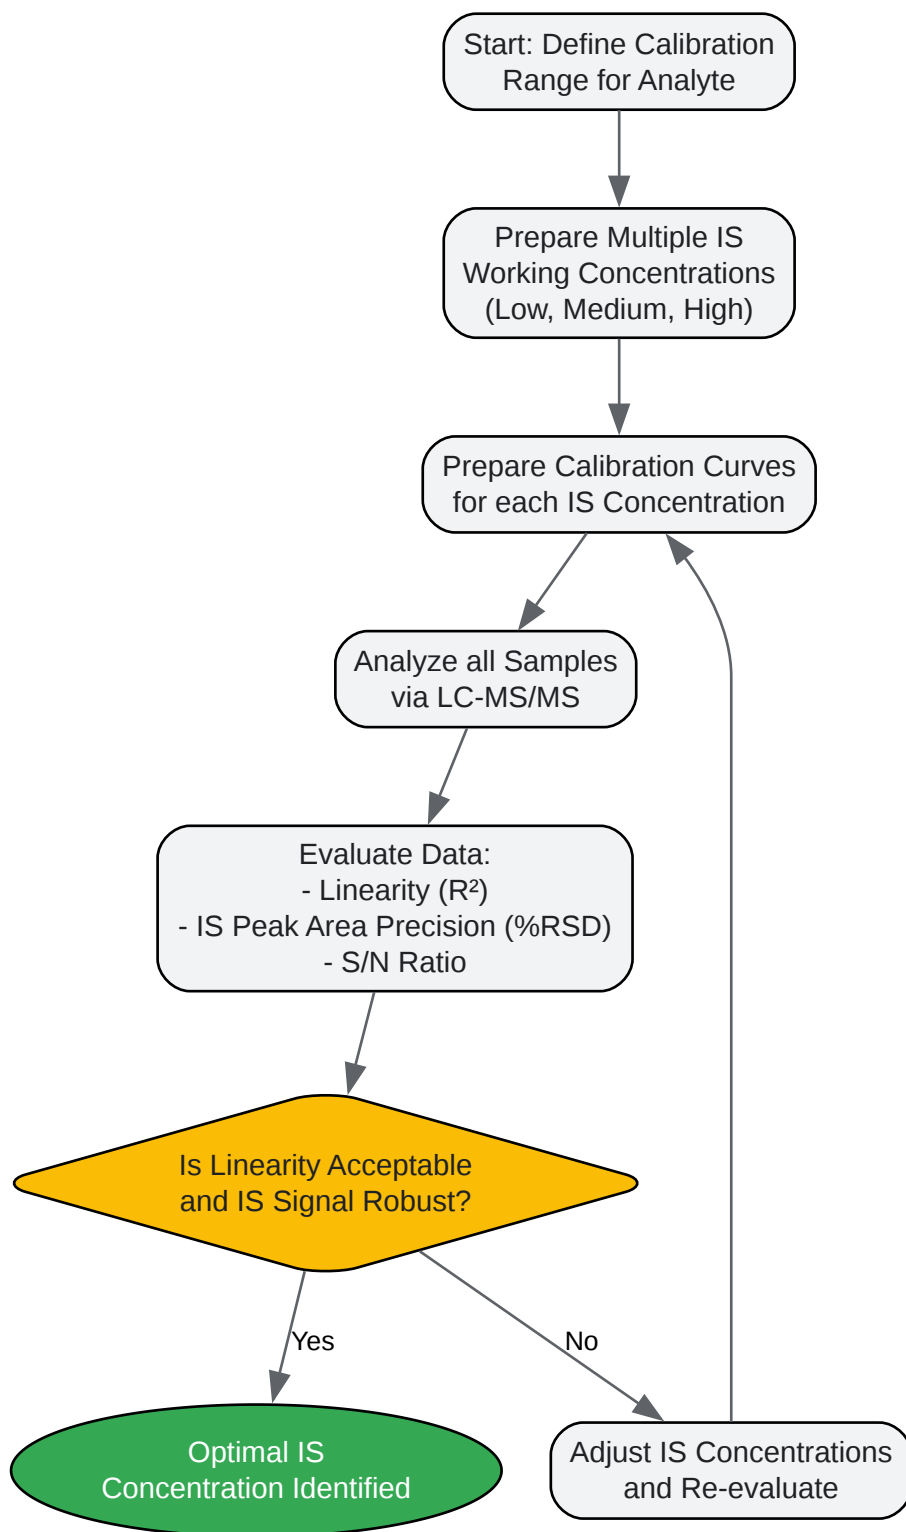 Start: Define Calibration
Range for Analyte
Prepare Multiple IS
Working Concentrations
(Low, Medium, High)
Prepare Calibration Curves
for each IS Concentration
Analyze all Samples
via LC-MS/MS
Evaluate Data:
- Linearity (R²)
- IS Peak Area Precision (%RSD)
- S/N Ratio
Is Linearity Acceptable
and IS Signal Robust?
Yes
No
Optimal IS
Concentration Identified
Adjust IS Concentrations
and Re-evaluate